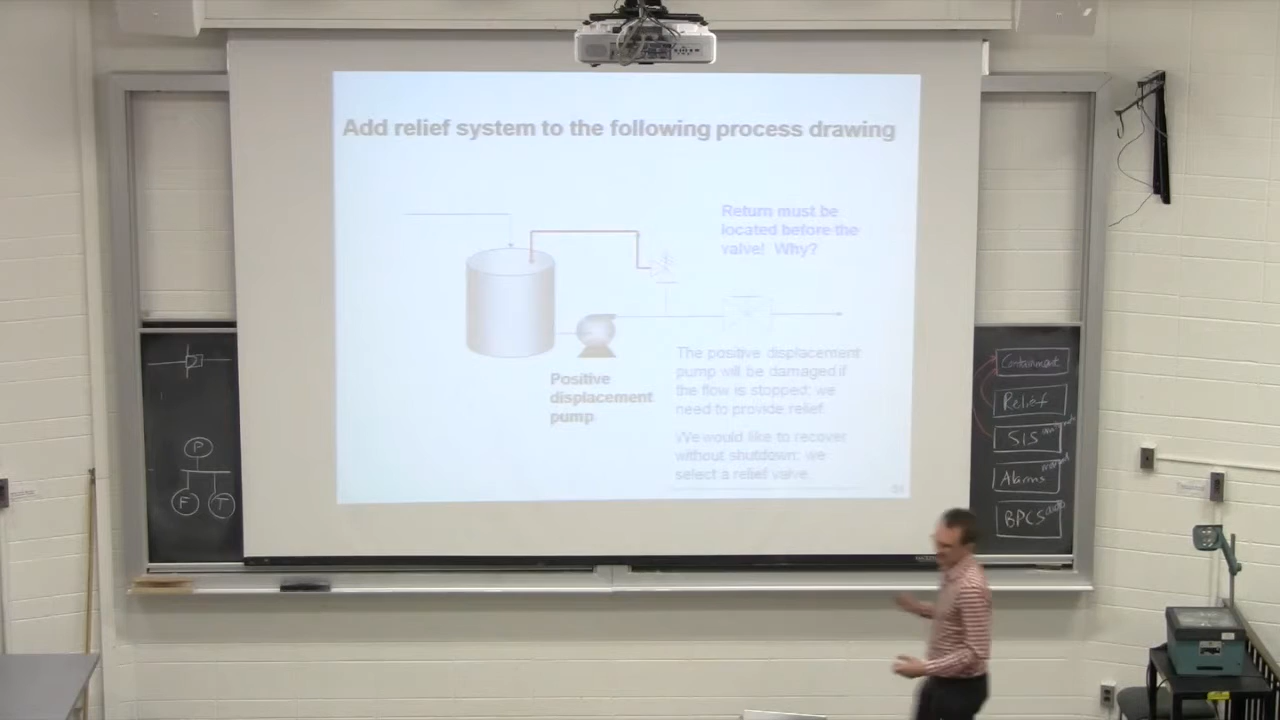 Add relief system to the following process drawing
Return must be
located before the
valve! Why?
The positive displacement
pump will be damaged if
the flow is stopped; we
need to provide relief.
We would like to recover
without shutdown; we
select a relief valve.
Positive
displacement
pump
P
F T
Containment
Relief
SIS
Alarms
BPCS auto